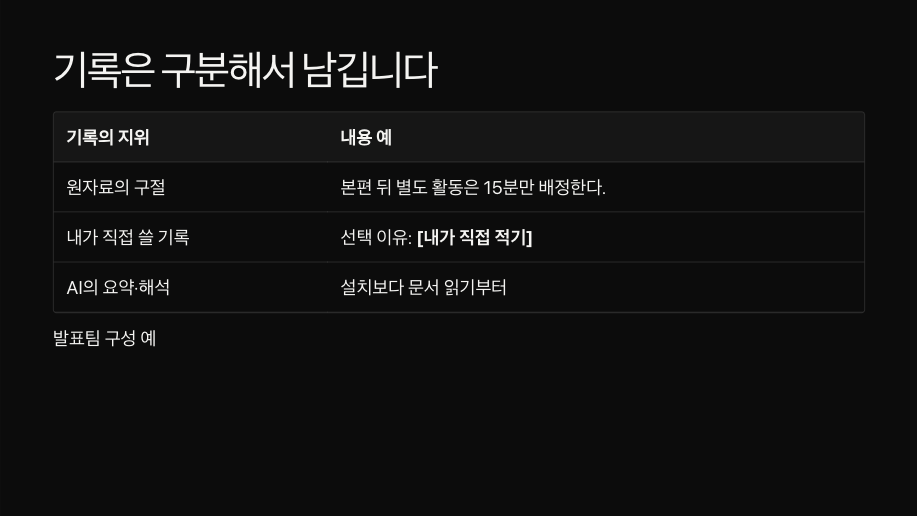 기록은 구분해서 남깁니다
기록의 지위 내용 예
원자료의 구절 본편 뒤 별도 활동은 15분만 배정한다.
내가 직접 쓸 기록 선택 이유: [내가 직접 적기]
AI의 요약·해석 설치보다 문서 읽기부터
발표팀 구성 예